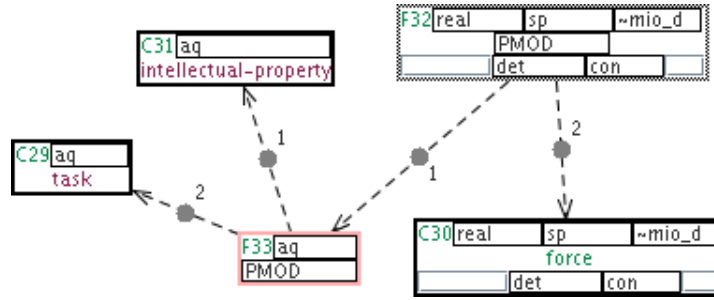 F32 real sp ~mio_d
PMOD
det con
C31 aq
intellectual-property
1
2
1
C29 aq
task
2
F33 aq
PMOD
C30 real sp ~mio_d
force
det con